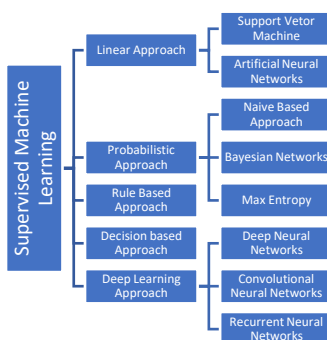 Supervised Machine
Learning
Linear Approach
Support Vetor
Machine
Artificial Neural
Networks
Probabilistic
Approach
Naive Based
Approach
Bayesian Networks
Max Entropy
Rule Based
Approach
Decision based
Approach
Deep Learning
Approach
Deep Neural
Networks
Convolutional
Neural Networks
Recurrent Neural
Networks